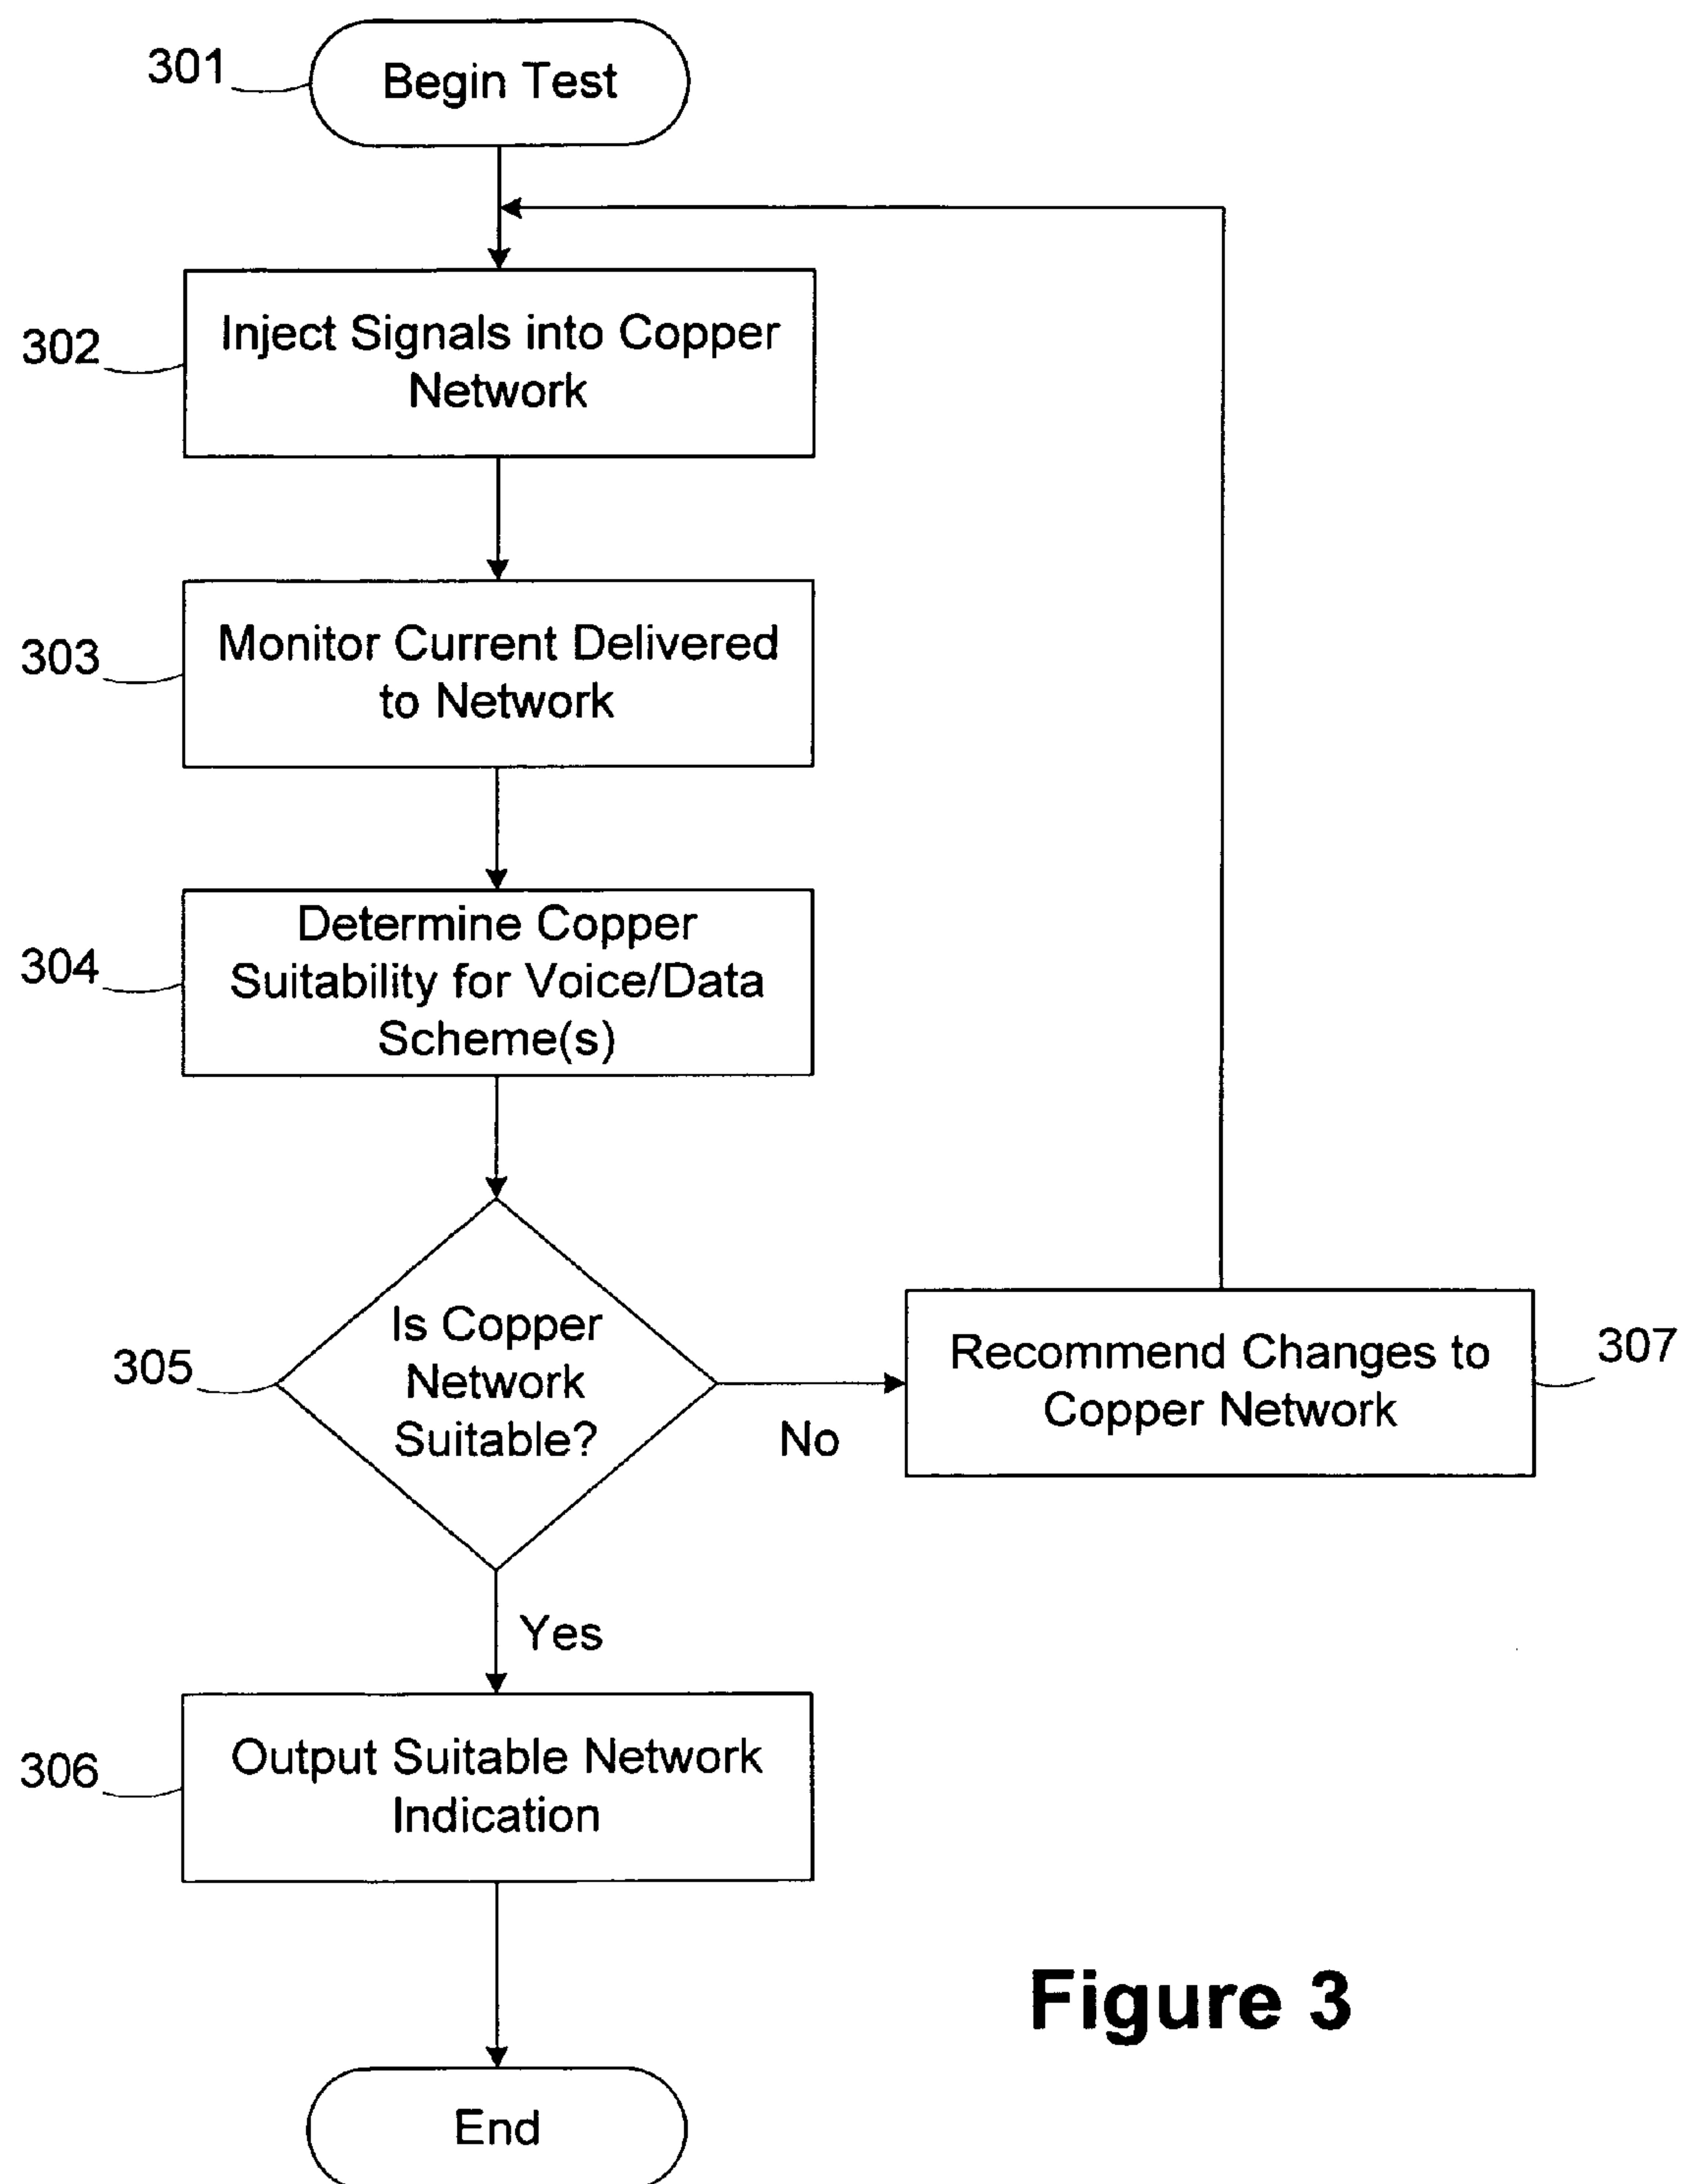 301
Begin Test
302
Inject Signals into Copper
Network
303
Monitor Current Delivered
to Network
304
Determine Copper
Suitability for Voice/Data
Scheme(s)
305
Is Copper
Network
Suitable?
No
307
Recommend Changes to
Copper Network
Yes
306
Output Suitable Network
Indication
End
Figure 3